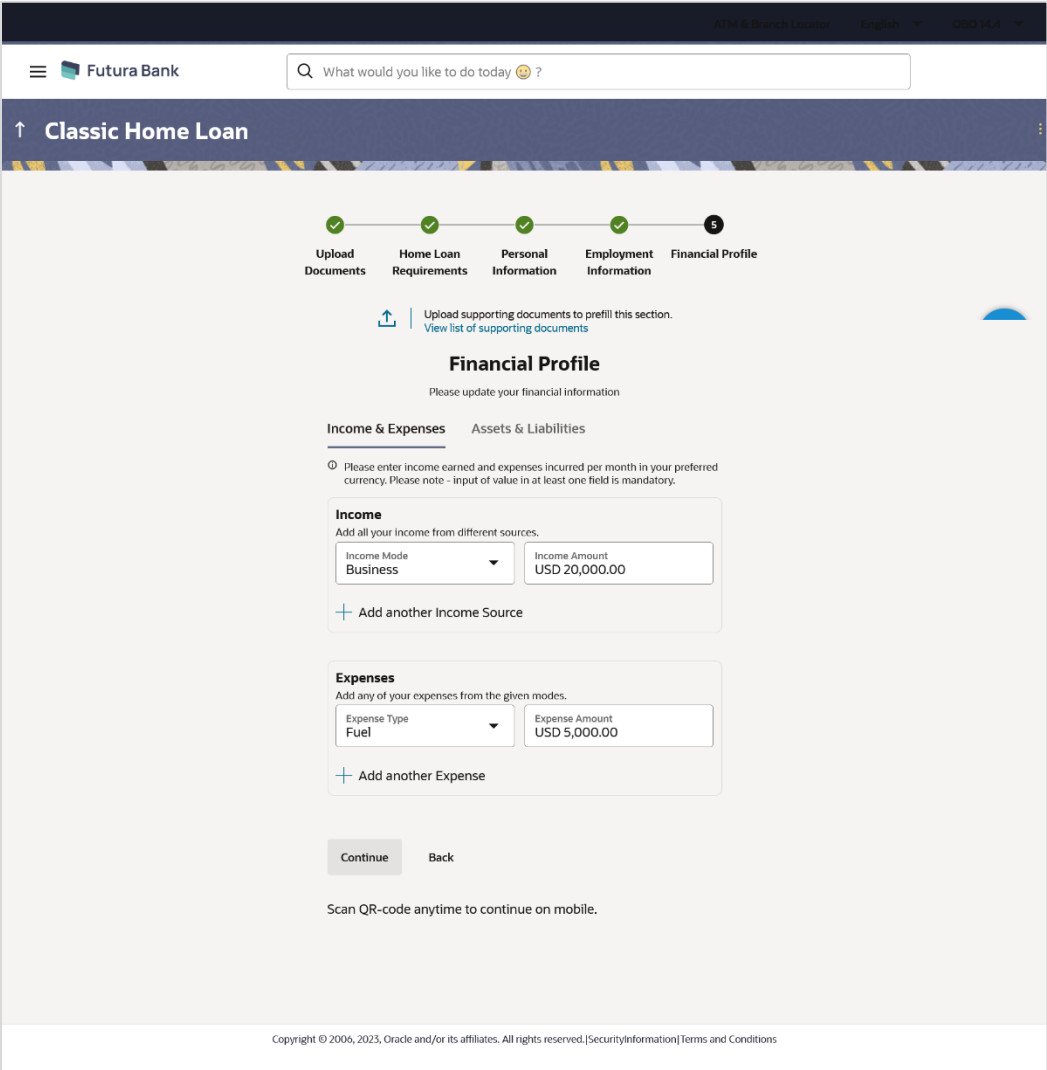 ATM & Branch Locator English
Futura Bank
What would you like to do today 😀 ?
Classic Home Loan
5
Upload Documents
Home Loan Requirements
Personal Information
Employment Information
Financial Profile
Upload supporting documents to prefill this section.
View list of supporting documents
Financial Profile
Please update your financial information
Income & Expenses Assets & Liabilities
Please enter income earned and expenses incurred per month in your preferred
currency. Please note - input of value in at least one field is mandatory.
Income
Add all your income from different sources.
Income Mode
Business
Income Amount
USD 20,000.00
Add another Income Source
Expenses
Add any of your expenses from the given modes.
Expense Type
Fuel
Expense Amount
USD 5,000.00
Add another Expense
Continue Back
Scan QR-code anytime to continue on mobile.
Copyright © 2006, 2023, Oracle and/or its affiliates. All rights reserved.|SecurityInformation|Terms and Conditions